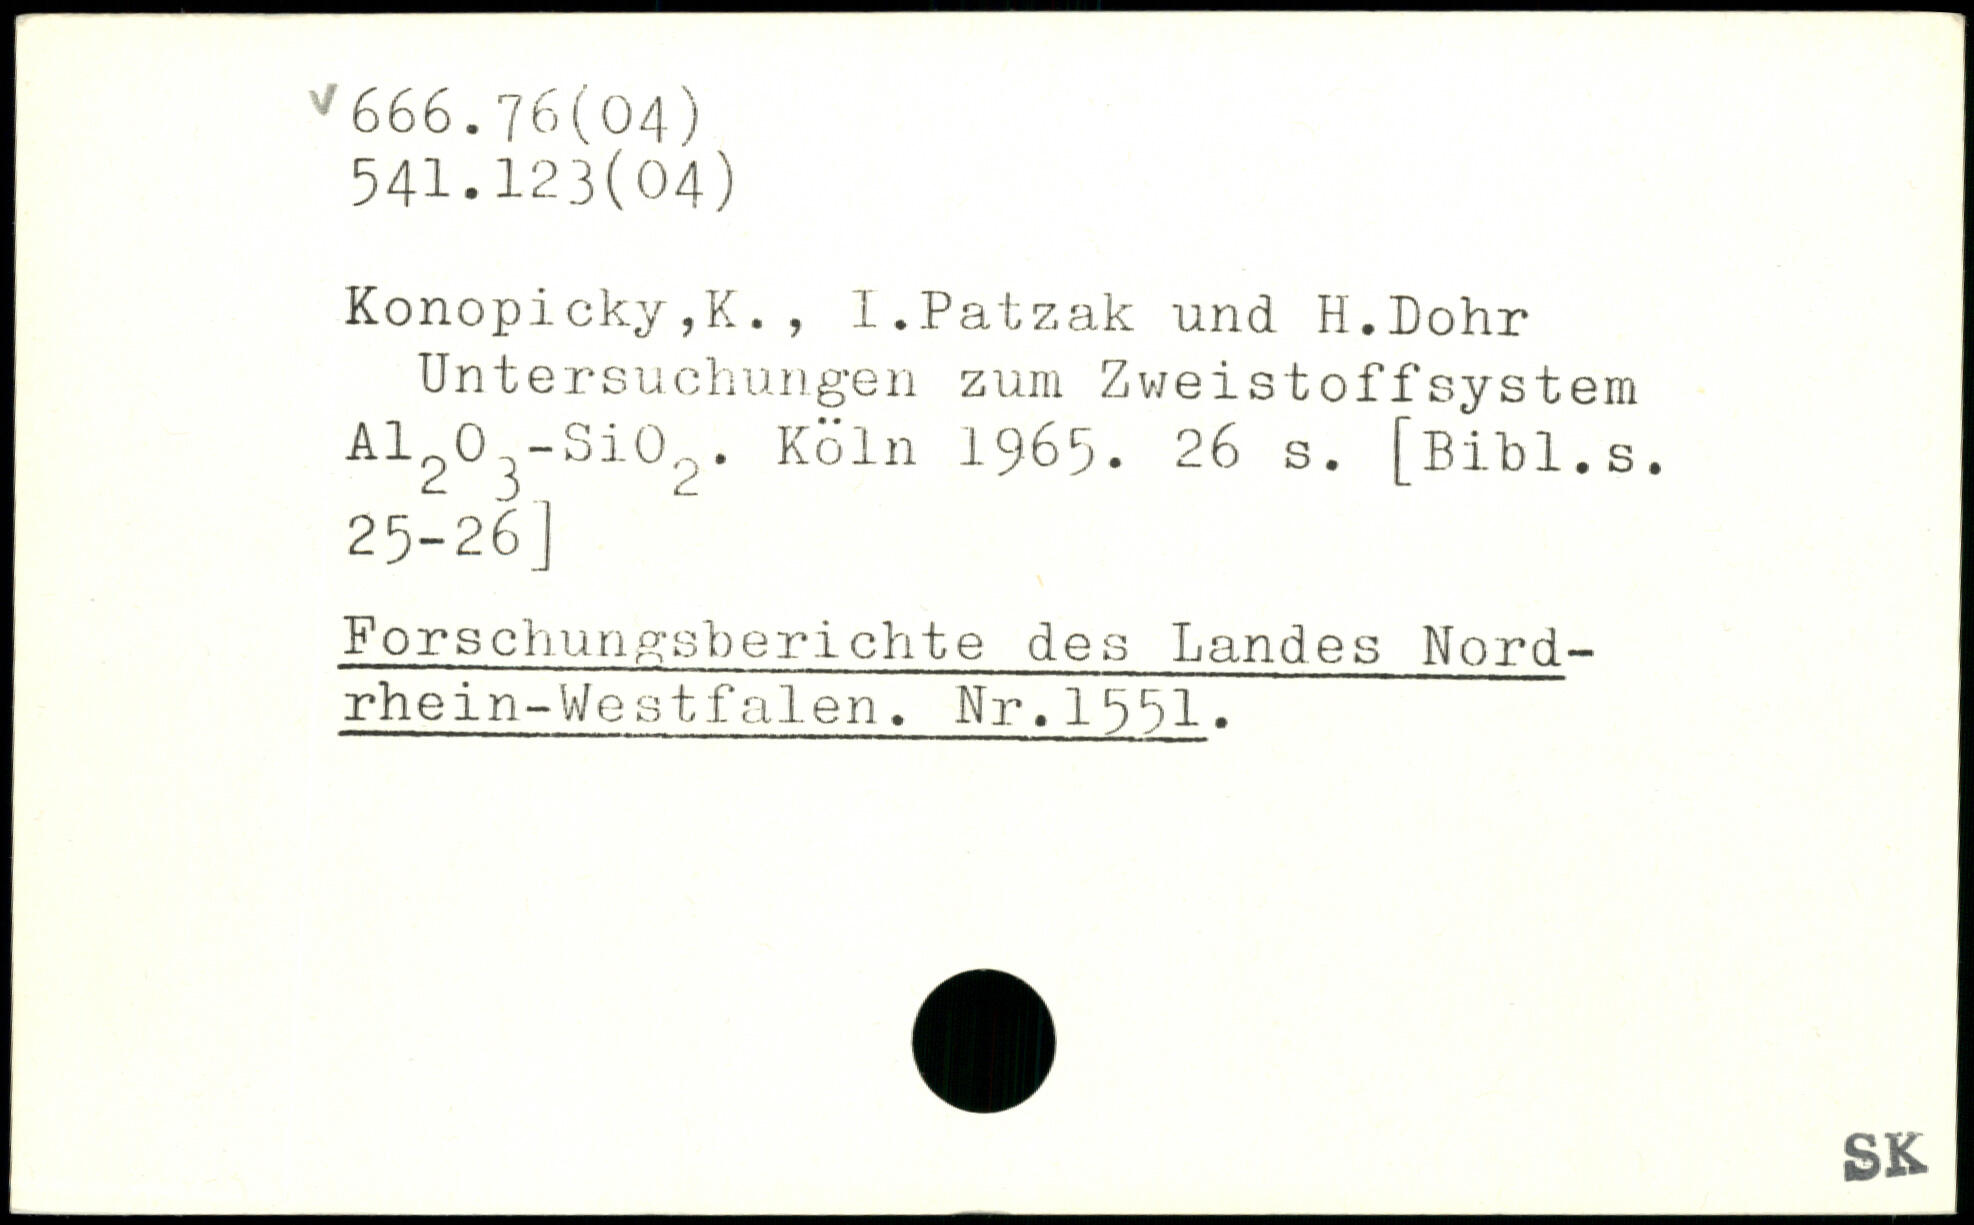 ✓ 666.76(04)
541.123(04)
Konopicky,K., I.Patzak und H.Dohr
Untersuchungen zum Zweistoffsystem
Al₂O₃-SiO₂. Köln 1965. 26 s. [Bibl.s.
25-26]
Forschungsberichte des Landes Nord-
rhein-Westfalen. Nr.1551.
SK